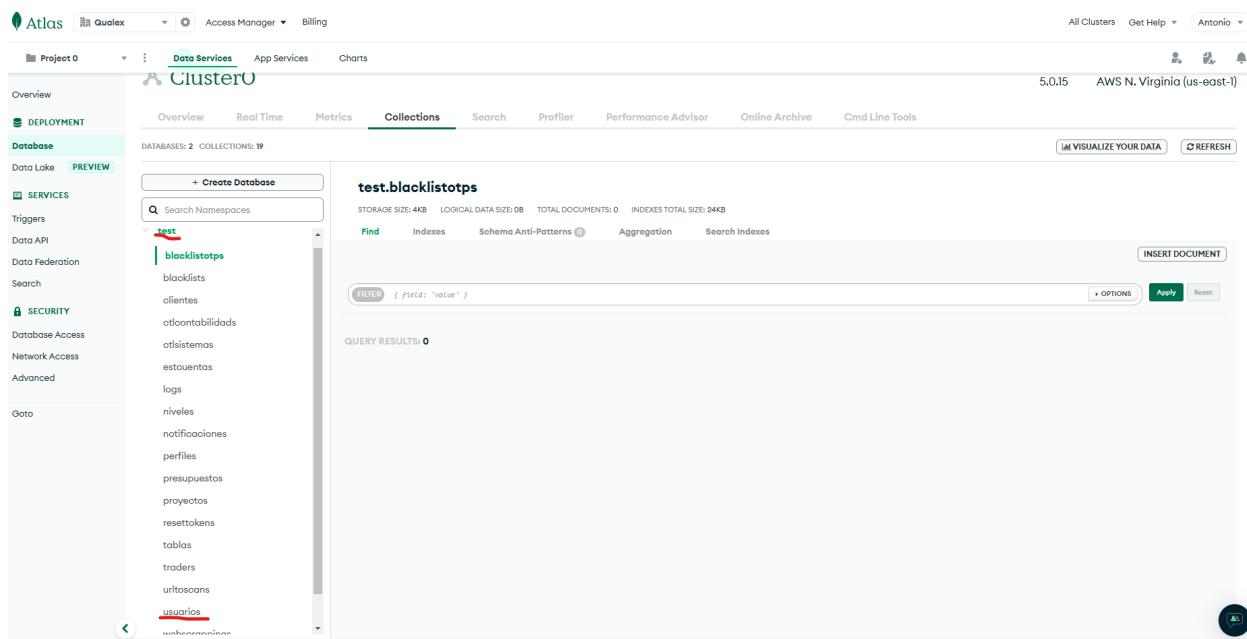 Atlas Qualex Access Manager Billing All Clusters Get Help Antonio
Project 0 Data Services App Services Charts
Cluster0 5.0.15 AWS N. Virginia (us-east-1)
Overview Real Time Metrics Collections Search Profiler Performance Advisor Online Archive Cmd Line Tools
DATABASES: 2 COLLECTIONS: 19 VISUALIZE YOUR DATA REFRESH
Overview
DEPLOYMENT
Database
Data Lake PREVIEW
SERVICES
Triggers
Data API
Data Federation
Search
SECURITY
Database Access
Network Access
Advanced
Goto
+ Create Database
Search Namespaces
test
blacklistotps
blacklists
clientes
ctlcontabilidads
ctlsistemas
estcuentas
logs
niveles
notificaciones
perfiles
presupuestos
proyectos
resettokens
tablas
traders
urltoscans
usuarios
webscrappings
test.blacklistotps
STORAGE SIZE: 4KB LOGICAL DATA SIZE: 0B TOTAL DOCUMENTS: 0 INDEXES TOTAL SIZE: 24KB
Find Indexes Schema Anti-Patterns 0 Aggregation Search Indexes
INSERT DOCUMENT
FILTER { field: 'value' } OPTIONS Apply Reset
QUERY RESULTS: 0